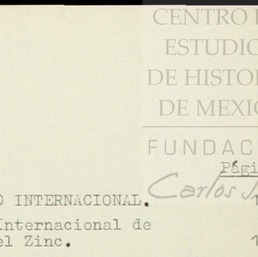 CENTRO
ESTUDIO
DE HISTOR
DE MEXIC
FUNDAC
Pági
Carlos
O INTERNACIONAL.
Internacional de
el Zinc.